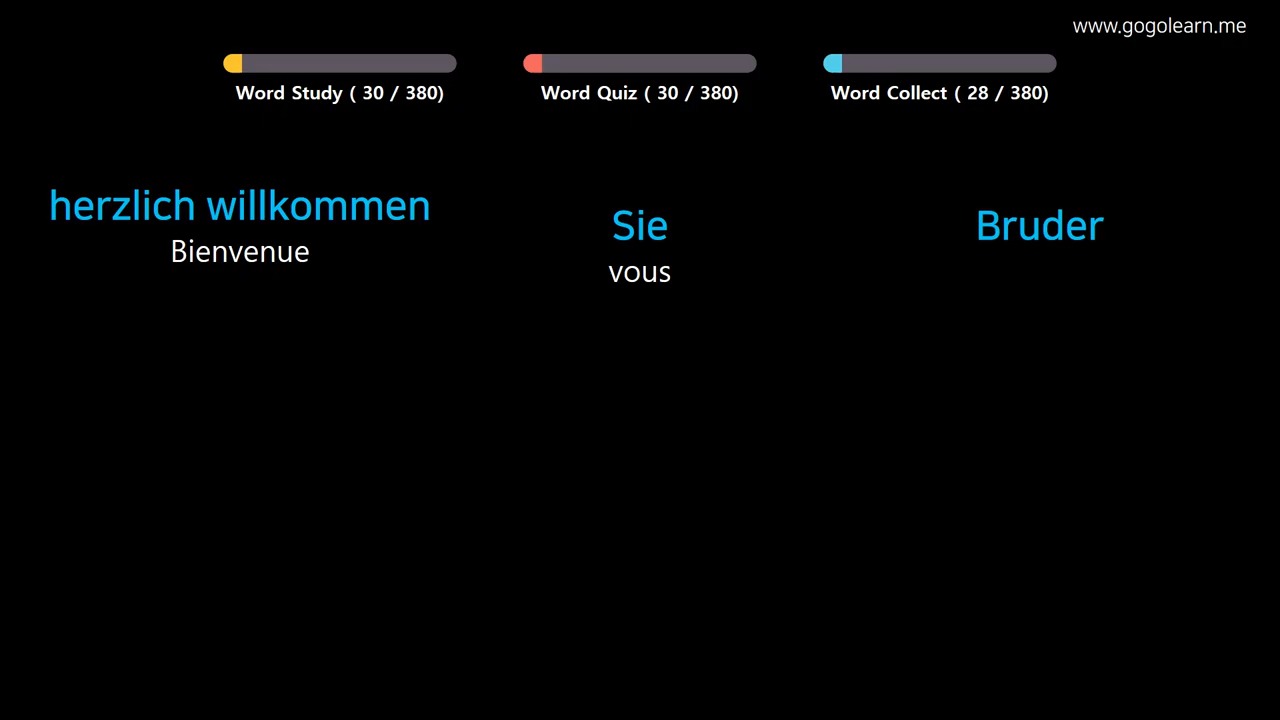 www.gogolearn.me
Word Study ( 30 / 380)
Word Quiz ( 30 / 380)
Word Collect ( 28 / 380)
herzlich willkommen
Bienvenue
Sie
vous
Bruder